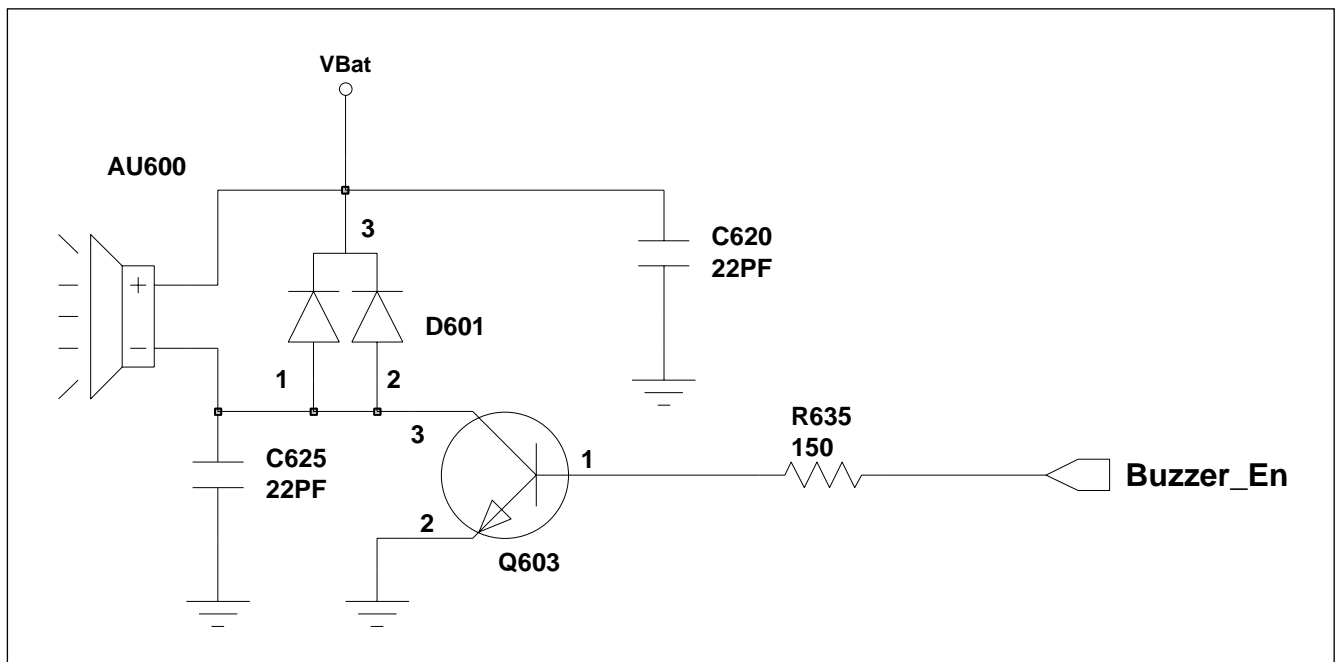 VBat
AU600
+
−
3
C620
22PF
D601
1
2
3
C625
22PF
2
1
Q603
R635
150
Buzzer_En